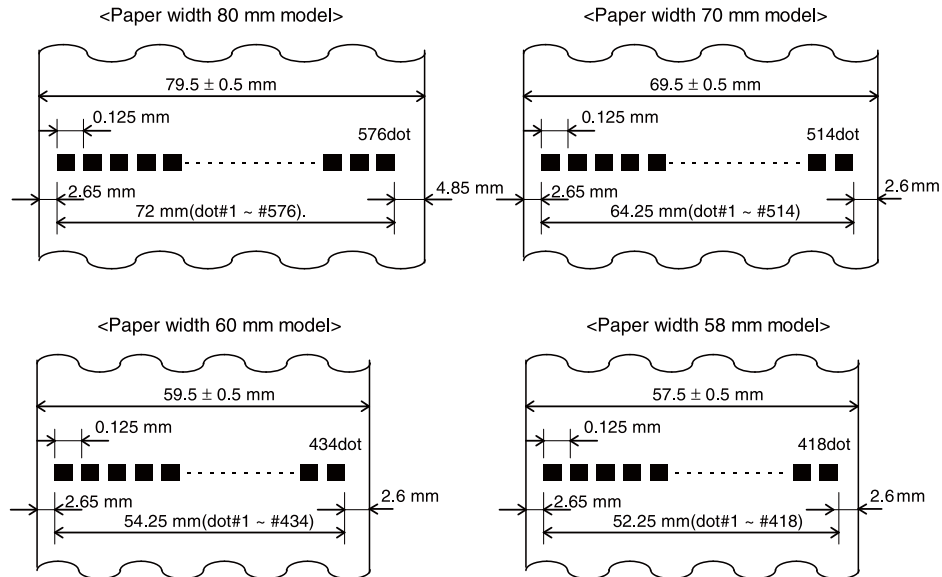 <Paper width 80 mm model>
79.5 ± 0.5 mm
0.125 mm
576dot
2.65 mm
4.85 mm
72 mm(dot#1 ~ #576).
<Paper width 70 mm model>
69.5 ± 0.5 mm
0.125 mm
514dot
2.65 mm
2.6 mm
64.25 mm(dot#1 ~ #514)
<Paper width 60 mm model>
59.5 ± 0.5 mm
0.125 mm
434dot
2.65 mm
2.6 mm
54.25 mm(dot#1 ~ #434)
<Paper width 58 mm model>
57.5 ± 0.5 mm
0.125 mm
418dot
2.65 mm
2.6 mm
52.25 mm(dot#1 ~ #418)